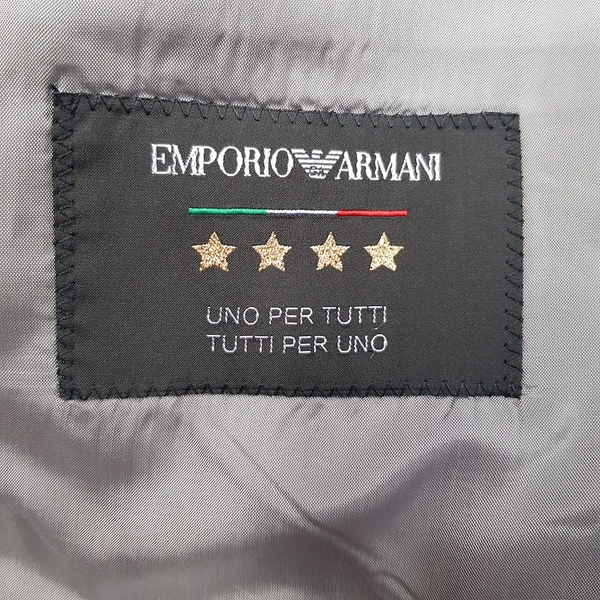 EMPORIO ARMANI
UNO PER TUTTI
TUTTI PER UNO